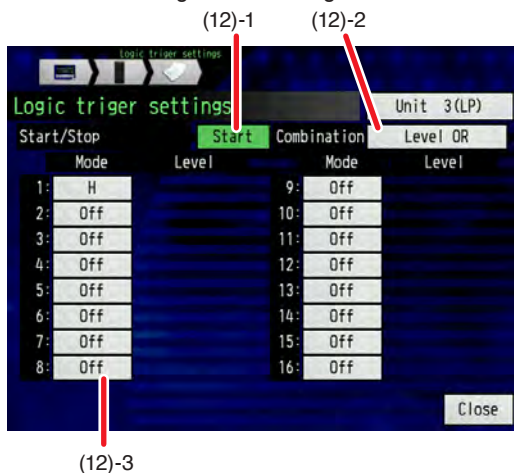 (12)-1 (12)-2
Logic triger settings
Logic triger settings Unit 3(LP)
Start/Stop Start Combination Level OR
Mode Level Mode Level
1: H 9: Off
2: Off 10: Off
3: Off 11: Off
4: Off 12: Off
5: Off 13: Off
6: Off 14: Off
7: Off 15: Off
8: Off 16: Off
Close
(12)-3